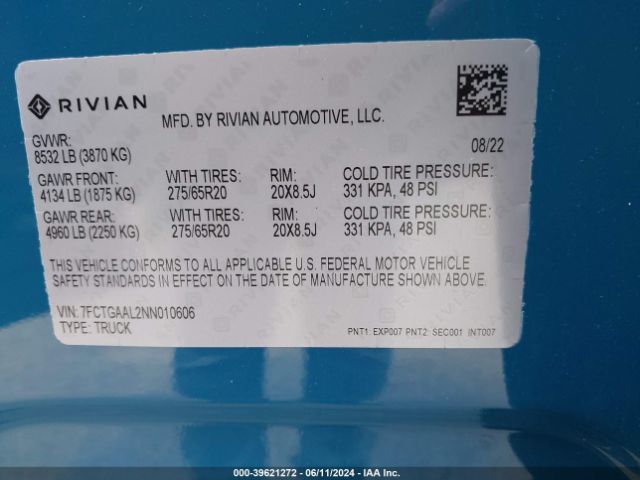 RIVIAN
MFD. BY RIVIAN AUTOMOTIVE, LLC.
GVWR:
8532 LB (3870 KG)
08/22
GAWR FRONT: WITH TIRES: RIM: COLD TIRE PRESSURE:
4134 LB (1875 KG) 275/65R20 20X8.5J 331 KPA, 48 PSI
GAWR REAR: WITH TIRES: RIM: COLD TIRE PRESSURE:
4960 LB (2250 KG) 275/65R20 20X8.5J 331 KPA, 48 PSI
THIS VEHICLE CONFORMS TO ALL APPLICABLE U.S. FEDERAL MOTOR VEHICLE
SAFETY STANDARDS IN EFFECT ON THE DATE OF MANUFACTURE SHOWN ABOVE.
VIN: 7FCTGAAL2NN010606
TYPE: TRUCK
PNT1: EXP007 PNT2: SEC001 INT007
000-39621272 - 06/11/2024 - IAA Inc.